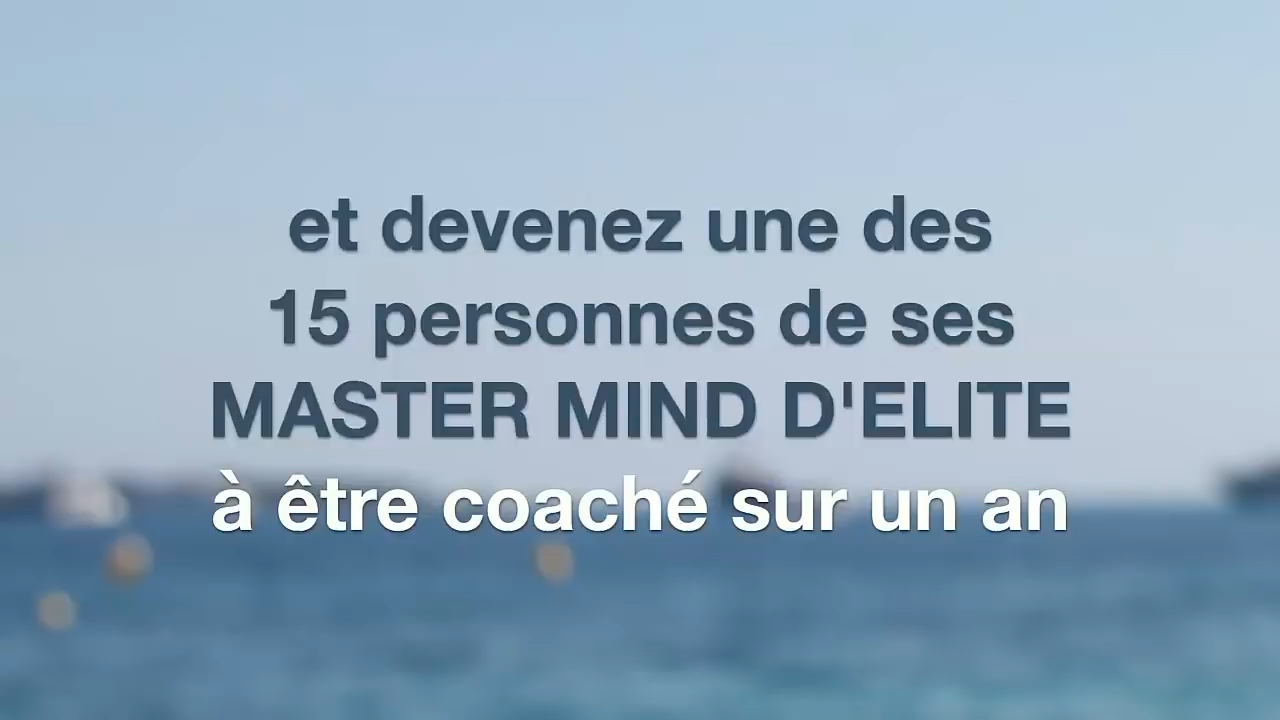 et devenez une des
15 personnes de ses
MASTER MIND D'ELITE
à être coaché sur un an